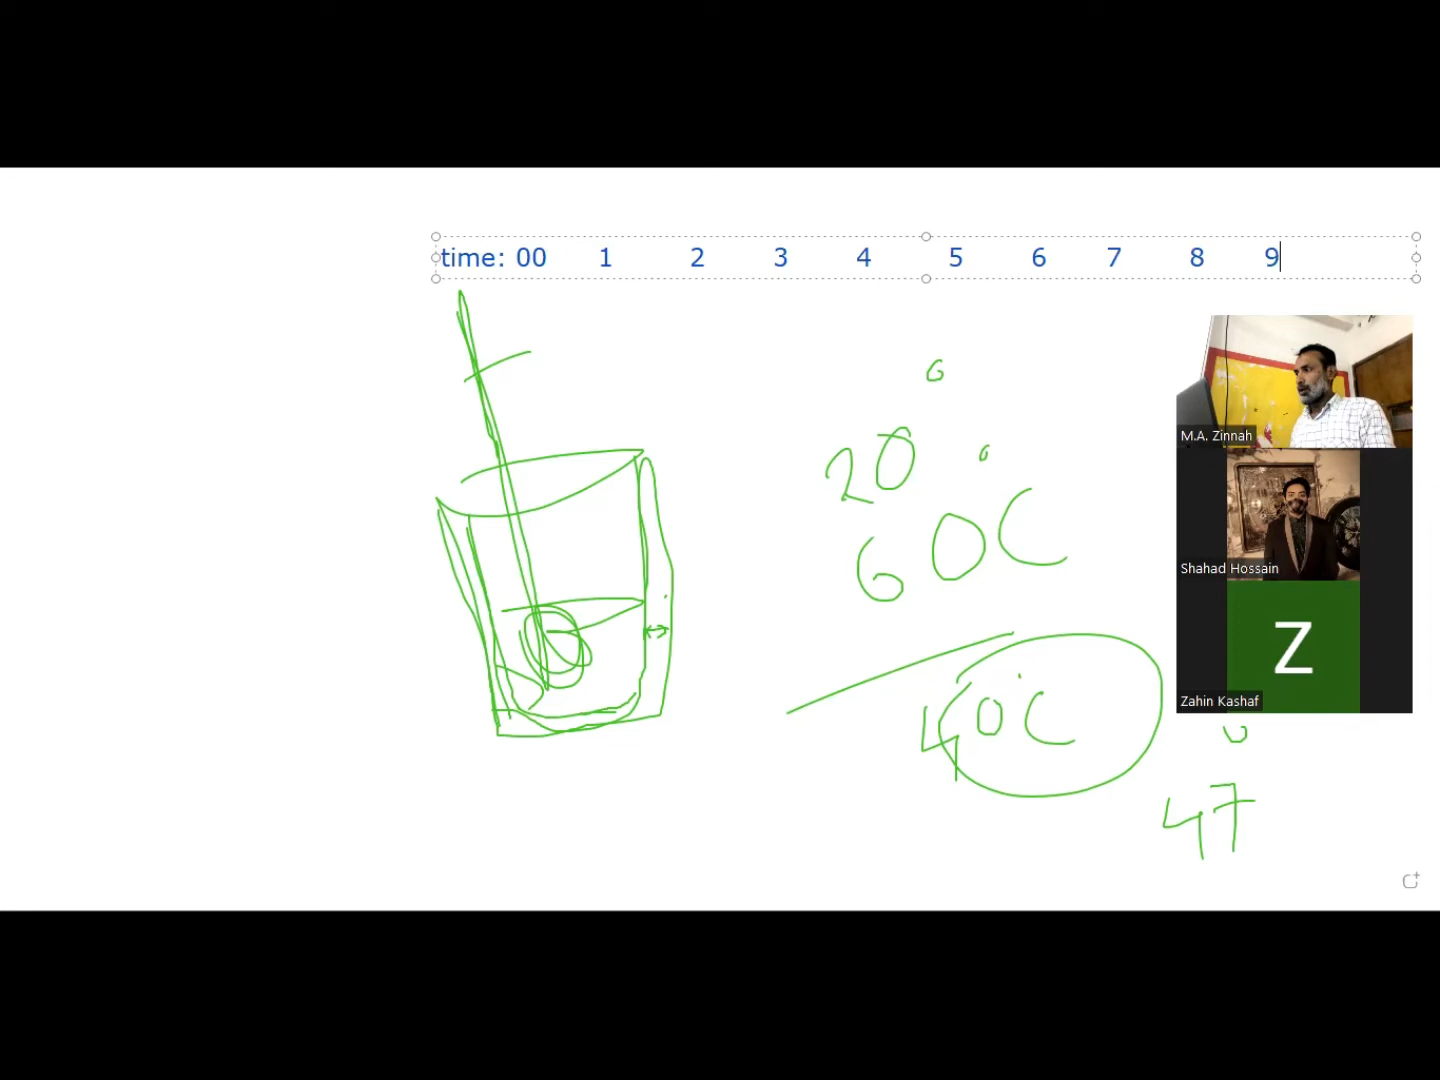 time: 00 1 2 3 4 5 6 7 8 9
20
60°C
40°C
47
M.A. Zinnah
Shahad Hossain
Z
Zahin Kashaf